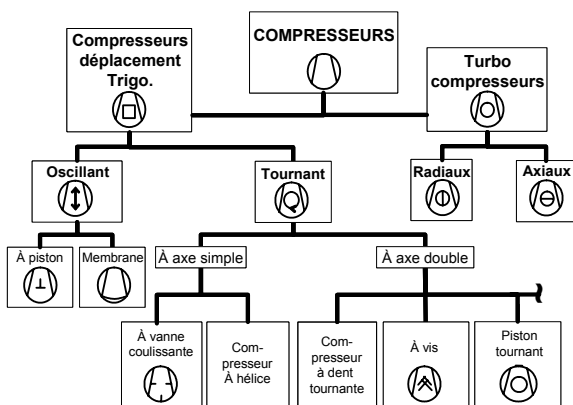 COMPRESSEURS
Compresseurs
déplacement
Trigo.
Turbo
compresseurs
Oscillant
Tournant
Radiaux
Axiaux
À piston
Membrane
À axe simple
À axe double
À vanne
coulissante
Com-
presseur
À hélice
Com-
presseur
à dent
tournante
À vis
Piston
tournant